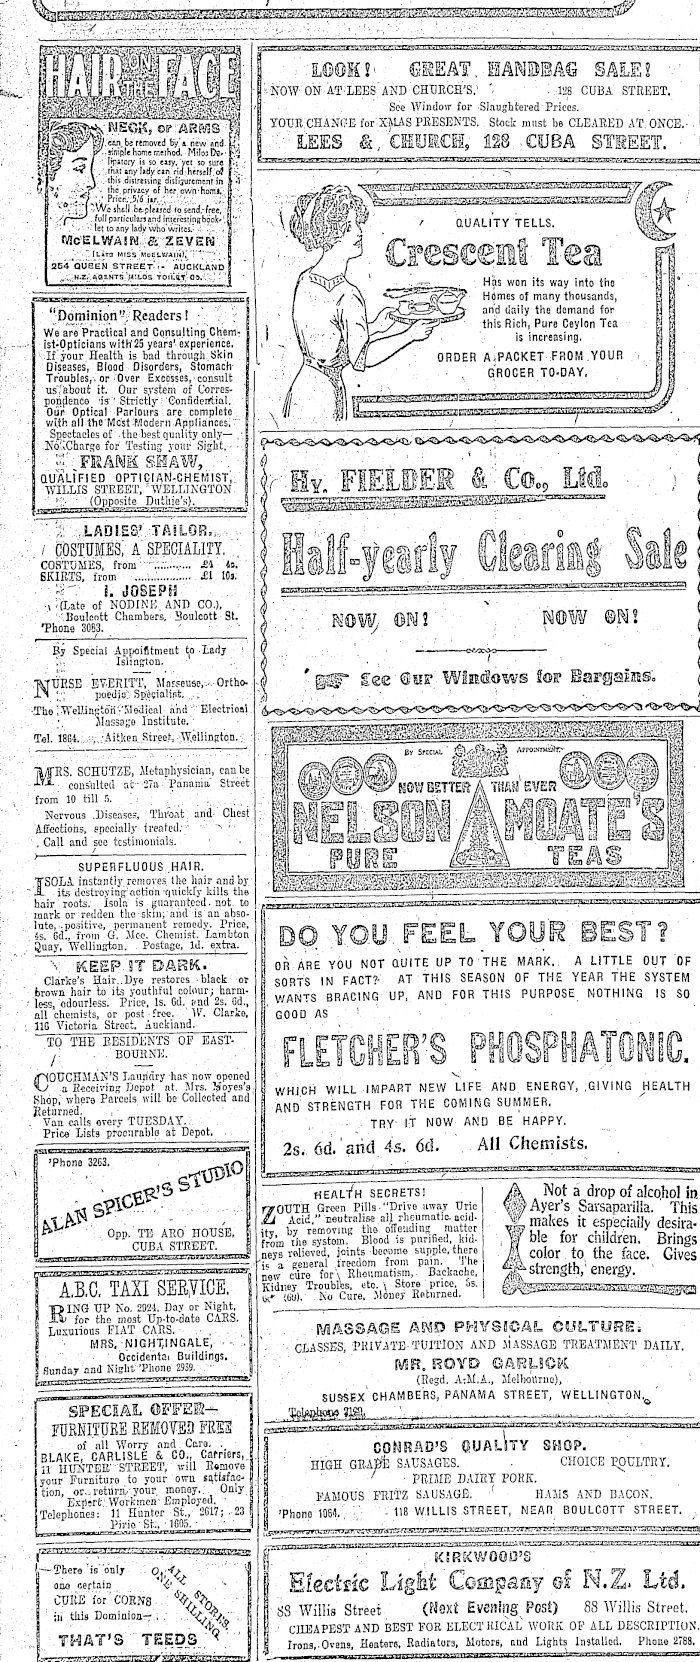 HAIR ON THE FACE
NECK, or ARMS
can be removed by a new and
simple home method. Milos De-
pilatory is so easy, yet so sure
that any lady can rid herself of
this distressing disfigurement in
the privacy of her own home.
Price, 5/6 jar.
We shall be pleased to send, free,
full particulars and interesting book-
let to any lady who writes.
McELWAIN & ZEVEN
(LATE MISS McELWAIN),
254 QUEEN STREET - AUCKLAND
N.Z. AGENTS MILOS TOILET CO.
"Dominion" Readers!
We are Practical and Consulting Chem-
ist-Opticians with 25 years' experience.
If your Health is bad through Skin
Diseases, Blood Disorders, Stomach
Troubles, or Over Excesses, consult
us about it. Our system of Corres-
pondence is Strictly Confidential.
Our Optical Parlours are complete
with all the Most Modern Appliances.
Spectacles of the best quality only—
No Charge for Testing your Sight.
FRANK SHAW,
QUALIFIED OPTICIAN-CHEMIST,
WILLIS STREET, WELLINGTON
(Opposite Duthie's).
LADIES' TAILOR.
COSTUMES, A SPECIALITY.
COSTUMES, from ........... £4 4s.
SKIRTS, from ................ £1 10s.
I. JOSEPH
(Late of NODINE AND CO.),
Boulcott Chambers, Boulcott St.
'Phone 3083.
By Special Appointment to Lady
Islington.
NURSE EVERITT, Masseuse, Ortho-
poedic Specialist.
The Wellington Medical and Electrical
Massage Institute.
Tel. 1864. Aitken Street, Wellington.
MRS. SCHUTZE, Metaphysician, can be
consulted at 27a Panama Street
from 10 till 5.
Nervous Diseases, Throat and Chest
Affections, specially treated.
Call and see testimonials.
SUPERFLUOUS HAIR.
ISOLA instantly removes the hair and by
its destroying action quickly kills the
hair roots. Isola is guaranteed not to
mark or redden the skin, and is an abso-
lute, positive, permanent remedy. Price,
4s. 6d., from G. Mee, Chemist, Lambton
Quay, Wellington. Postage, 1d. extra.
KEEP IT DARK.
Clarke's Hair Dye restores black or
brown hair to its youthful colour; harm-
less, odourless. Price, 1s. 6d. and 2s. 6d.,
all chemists, or post free. W. Clarke,
116 Victoria Street, Auckland.
TO THE RESIDENTS OF EAST-
BOURNE.
COUCHMAN'S Laundry has now opened
a Receiving Depot at Mrs. Noyes's
Shop, where Parcels will be Collected and
Returned.
Van calls every TUESDAY.
Price Lists procurable at Depot.
'Phone 3263.
ALAN SPICER'S STUDIO
Opp. TE ARO HOUSE,
CUBA STREET.
A.B.C. TAXI SERVICE.
RING UP No. 2924, Day or Night,
for the most Up-to-date CARS.
Luxurious FIAT CARS.
MRS. NIGHTINGALE,
Occidental Buildings.
Sunday and Night 'Phone 2939.
SPECIAL OFFER—
FURNITURE REMOVED FREE
of all Worry and Care.
BLAKE, CARLISLE & CO., Carriers,
11 HUNTER STREET, will Remove
your Furniture to your own satisfac-
tion, or return your money. Only
Expert Workmen Employed.
Telephones: 11 Hunter St., 2617; 23
Pirie St., 1605.
There is only
one certain
CURE for CORNS
in this Dominion—
THAT'S TEEDS
ALL STORES,
ONE SHILLING
LOOK! GREAT HANDBAG SALE!
NOW ON AT LEES AND CHURCH'S, 128 CUBA STREET.
See Window for Slaughtered Prices.
YOUR CHANGE for XMAS PRESENTS. Stock must be CLEARED AT ONCE.
LEES & CHURCH, 128 CUBA STREET.
QUALITY TELLS.
Crescent Tea
Has won its way into the
Homes of many thousands,
and daily the demand for
this Rich, Pure Ceylon Tea
is increasing.
ORDER A PACKET FROM YOUR
GROCER TO-DAY.
Hy. FIELDER & Co., Ltd.
Half-yearly Clearing Sale
NOW ON! NOW ON!
See Our Windows for Bargains.
BY SPECIAL APPOINTMENT
NOW BETTER THAN EVER
NELSON MOATE'S
PURE TEAS
DO YOU FEEL YOUR BEST?
OR ARE YOU NOT QUITE UP TO THE MARK. A LITTLE OUT OF
SORTS IN FACT? AT THIS SEASON OF THE YEAR THE SYSTEM
WANTS BRACING UP, AND FOR THIS PURPOSE NOTHING IS SO
GOOD AS
FLETCHER'S PHOSPHATONIC.
WHICH WILL IMPART NEW LIFE AND ENERGY, GIVING HEALTH
AND STRENGTH FOR THE COMING SUMMER.
TRY IT NOW AND BE HAPPY.
2s. 6d. and 4s. 6d. All Chemists.
HEALTH SECRETS!
ZOUTH Green Pills "Drive away Uric
Acid," neutralise all rheumatic acid-
ity, by removing the offending matter
from the system. Blood is purified, kid-
neys relieved, joints become supple, there
is a general freedom from pain. The
new cure for Rheumatism, Backache,
Kidney Troubles, etc. Store price, 5s.
(60). No Cure, Money Returned.
Not a drop of alcohol in
Ayer's Sarsaparilla. This
makes it especially desira-
ble for children. Brings
color to the face. Gives
strength, energy.
MASSAGE AND PHYSICAL CULTURE.
CLASSES, PRIVATE TUITION AND MASSAGE TREATMENT DAILY.
MR. ROYD GARLICK
(Regd. A.M.A., Melbourne),
SUSSEX CHAMBERS, PANAMA STREET, WELLINGTON.
Telephone
CONRAD'S QUALITY SHOP.
HIGH GRADE SAUSAGES. CHOICE POULTRY.
PRIME DAIRY PORK.
FAMOUS FRITZ SAUSAGE. HAMS AND BACON.
'Phone 1064. 118 WILLIS STREET, NEAR BOULCOTT STREET.
KIRKWOOD'S
Electric Light Company of N.Z. Ltd.
88 Willis Street (Next Evening Post) 88 Willis Street.
CHEAPEST AND BEST FOR ELECTRICAL WORK OF ALL DESCRIPTION.
Irons, Ovens, Heaters, Radiators, Motors, and Lights Installed. Phone 2788.